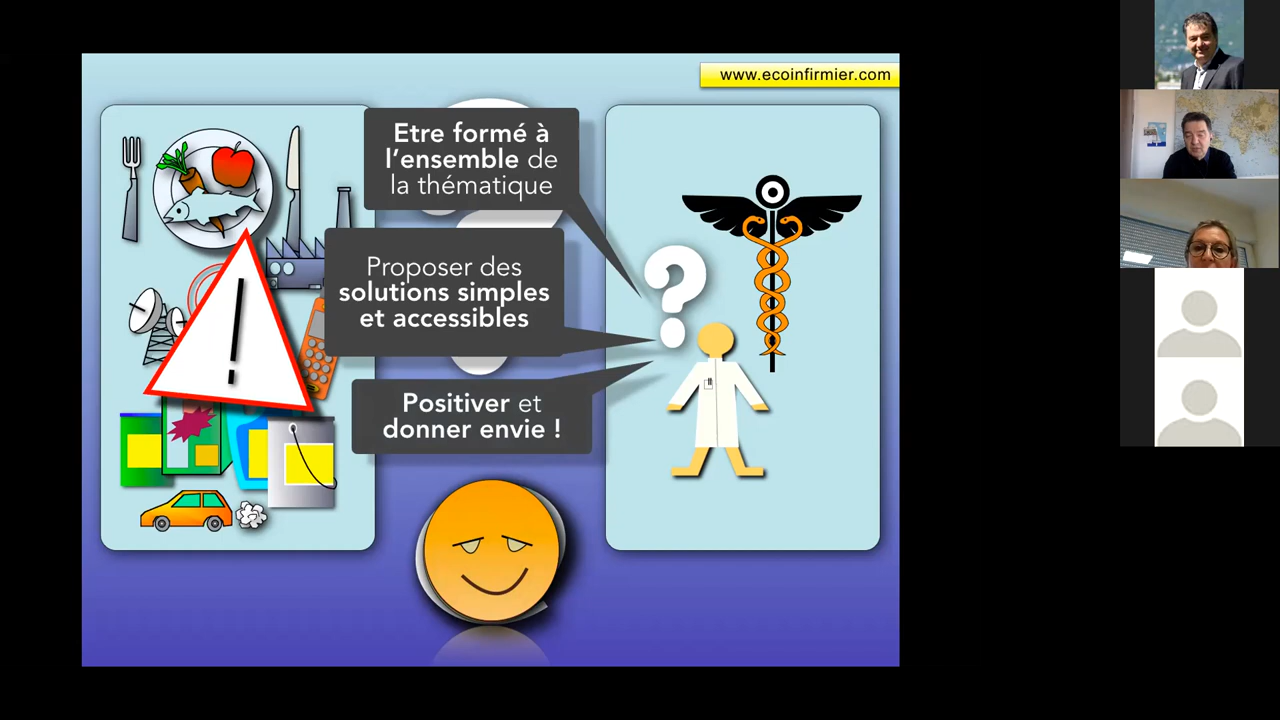 www.ecoinfirmier.com
Etre formé à
l’ensemble de
la thématique
Proposer des
solutions simples
et accessibles
Positiver et
donner envie !